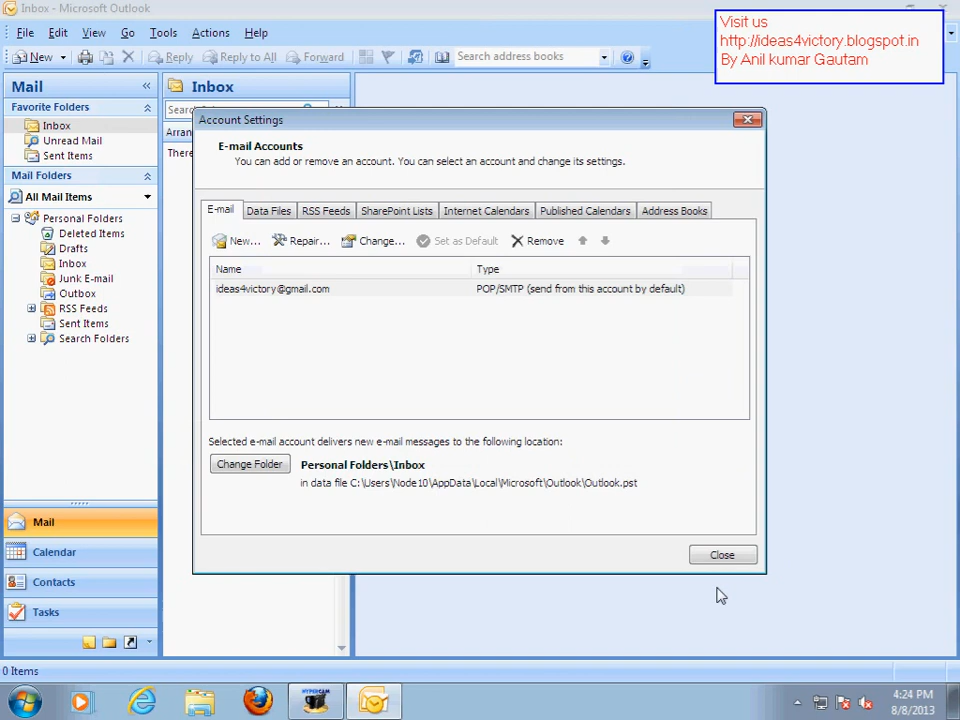 Inbox - Microsoft Outlook
Visit us
http://ideas4victory.blogspot.in
By Anil kumar Gautam
File Edit View Go Tools Actions Help
New Reply Reply to All Forward Search address books
Mail
Favorite Folders
Inbox
Unread Mail
Sent Items
Mail Folders
All Mail Items
Personal Folders
Deleted Items
Drafts
Inbox
Junk E-mail
Outbox
RSS Feeds
Sent Items
Search Folders
Mail
Calendar
Contacts
Tasks
Inbox
Account Settings
E-mail Accounts
You can add or remove an account. You can select an account and change its settings.
E-mail Data Files RSS Feeds SharePoint Lists Internet Calendars Published Calendars Address Books
New... Repair... Change... Set as Default Remove
Name Type
ideas4victory@gmail.com POP/SMTP (send from this account by default)
Selected e-mail account delivers new e-mail messages to the following location:
Change Folder Personal Folders\Inbox
in data file C:\Users\Node10\AppData\Local\Microsoft\Outlook\Outlook.pst
Close
0 Items
HYPERCAM
4:24 PM
8/8/2013